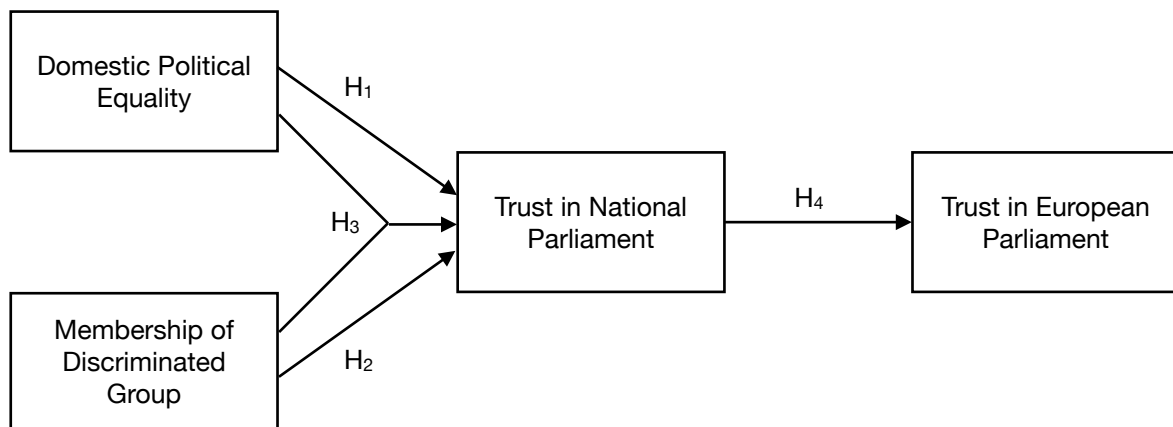 Domestic Political
Equality
H₁
Trust in National
Parliament
H₄
Trust in European
Parliament
H₃
Membership of
Discriminated
Group
H₂